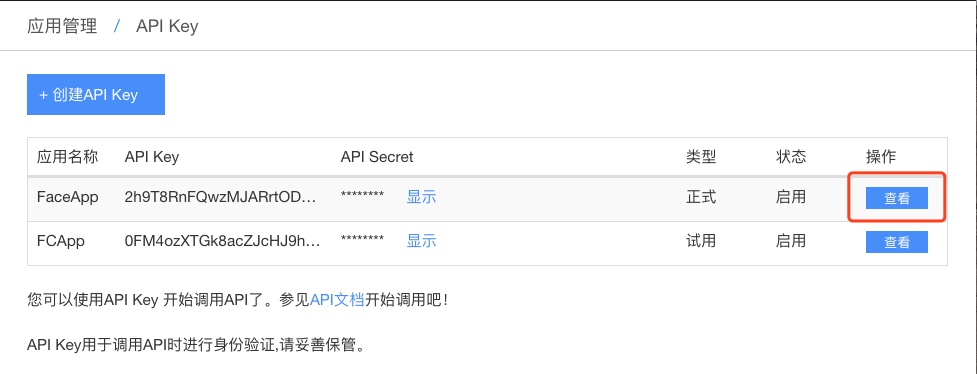 应用管理 / API Key
+ 创建API Key
应用名称 API Key API Secret 类型 状态 操作
FaceApp 2h9T8RnFQwzMJARrtOD... ******** 显示 正式 启用 查看
FCApp 0FM4ozXTGk8acZJcHJ9h... ******** 显示 试用 启用 查看
您可以使用API Key 开始调用API了。参见API文档开始调用吧！
API Key用于调用API时进行身份验证,请妥善保管。